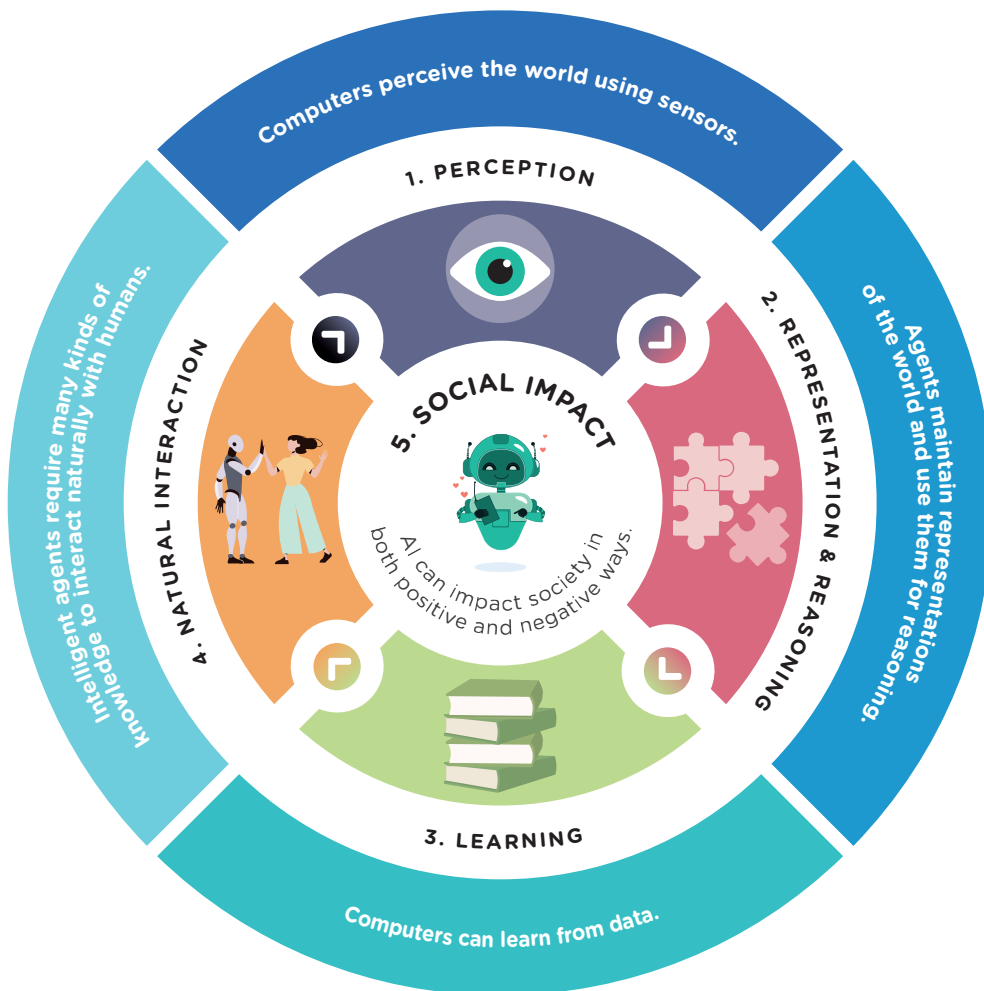 Computers perceive the world using sensors.
1. PERCEPTION
2. REPRESENTATION & REASONING
Agents maintain representations
of the world and use them for reasoning.
3. LEARNING
Computers can learn from data.
4. NATURAL INTERACTION
Intelligent agents require many kinds of
knowledge to interact naturally with humans.
5. SOCIAL IMPACT
AI can impact society in
both positive and negative ways.